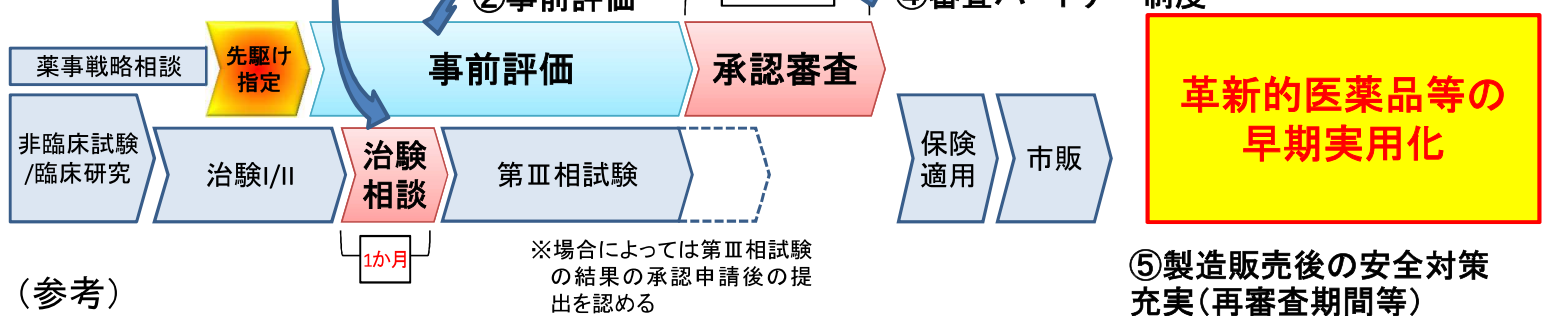 ②事前評価
④審査パートナー制度
薬事戦略相談
先駆け
指定
事前評価
承認審査
革新的医薬品等の
早期実用化
非臨床試験
/臨床研究
治験I/II
治験
相談
第Ⅲ相試験
保険
適用
市販
1か月
※場合によっては第Ⅲ相試験
の結果の承認申請後の提
出を認める
⑤製造販売後の安全対策
充実(再審査期間等)
(参考)